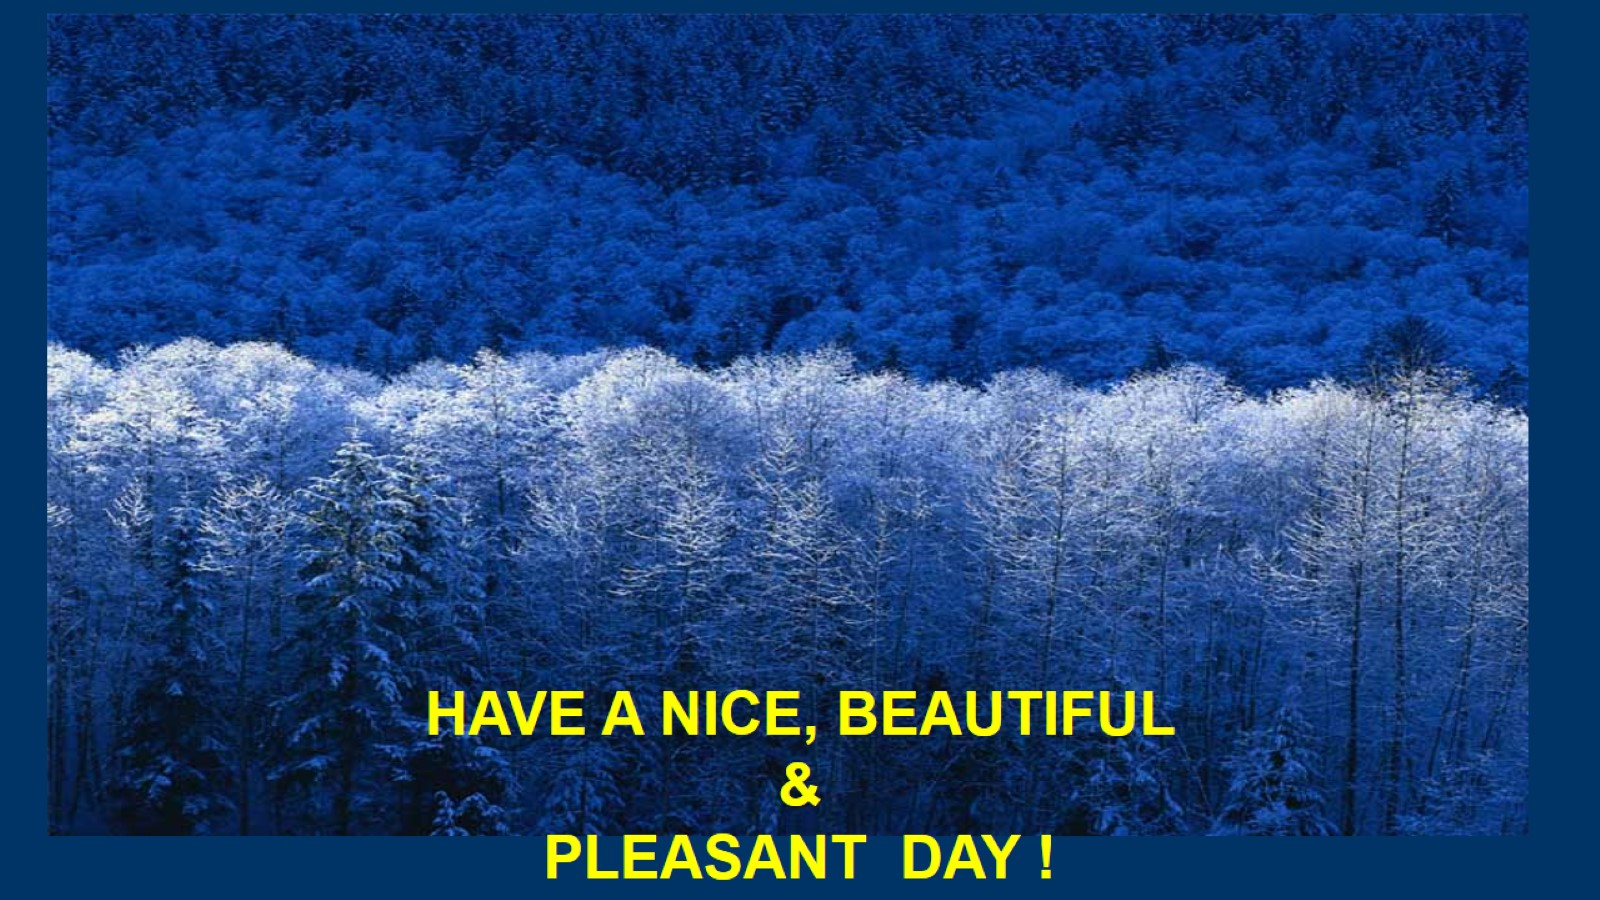 HAVE A NICE, BEAUTIFUL
&
PLEASANT  DAY !